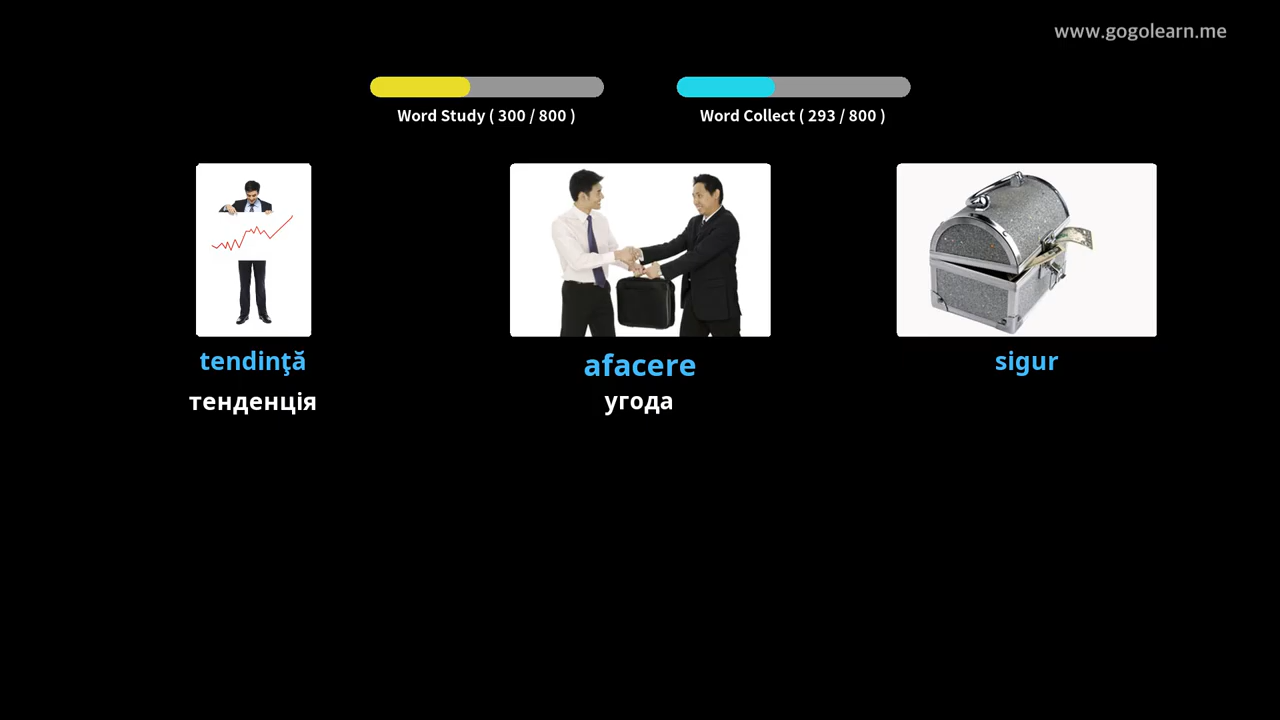 www.gogolearn.me
Word Study ( 300 / 800 )
Word Collect ( 293 / 800 )
tendinţă
afacere
sigur
тенденція
угода